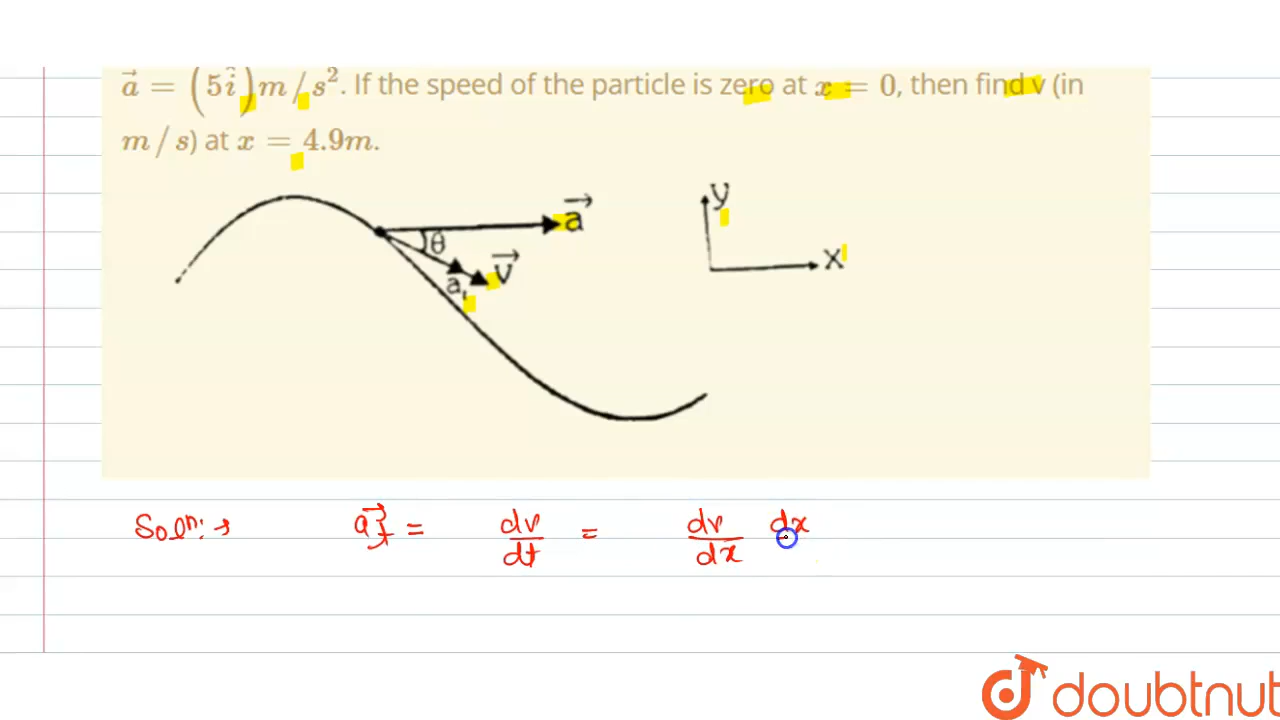 a⃗ = (5î) m/s². If the speed of the particle is zero at x = 0, then find v (in
m/s) at x = 4.9m.
y
a⃗
θ
v⃗
x
a₁
Solⁿ: → a⃗t = dv/dt = dv/dx dx
doubtnut